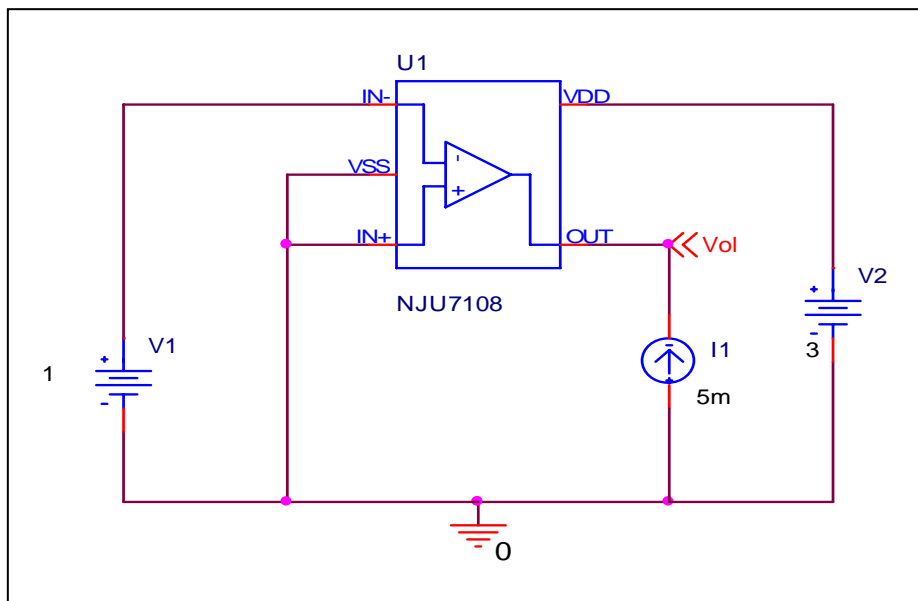 U1
IN-
VDD
VSS
-
+
IN+
OUT
Vol
NJU7108
V2
+
-
3
V1
+
-
1
I1
-
+
5m
0